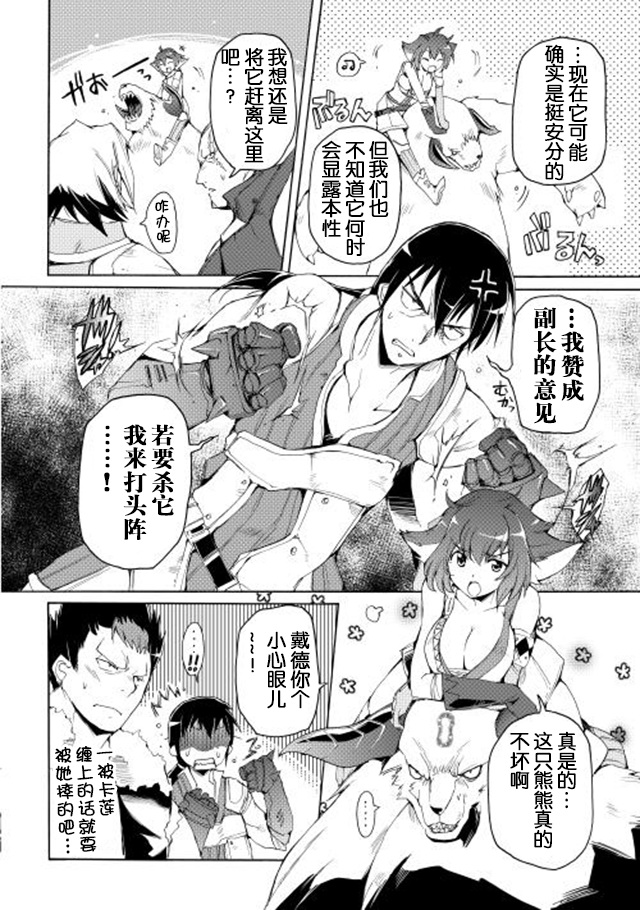 …现在它可能
确实是挺安分的
但我们也
不知道它何时
会显露本性
ぶるん
ぶるんっ
我想还是
将它赶离这里
吧…？
ガおー
咋办呢
…我赞成
副长的意见
むかっ
若要杀它
我来打头阵
……！
真是的…
这只熊熊真的
不坏啊
戴德你个
小心眼儿
~~！
…!!
……
……
一被卡莲
缠上的话就要
被她揍的吧…